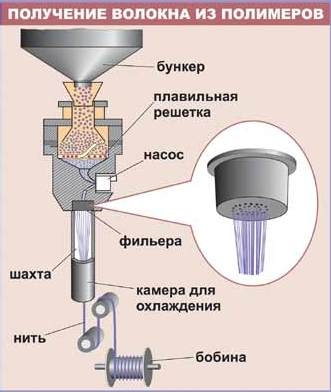 ПОЛУЧЕНИЕ ВОЛОКНА ИЗ ПОЛИМЕРОВ
бункер
плавильная
решетка
насос
фильера
шахта
камера для
охлаждения
нить
бобина